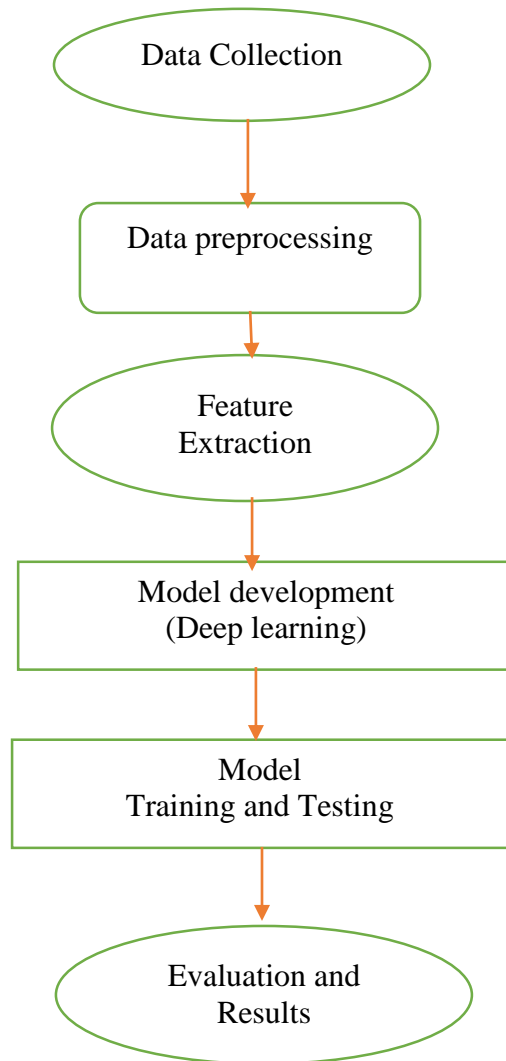 Data Collection
Data preprocessing
Feature
Extraction
Model development
(Deep learning)
Model
Training and Testing
Evaluation and
Results